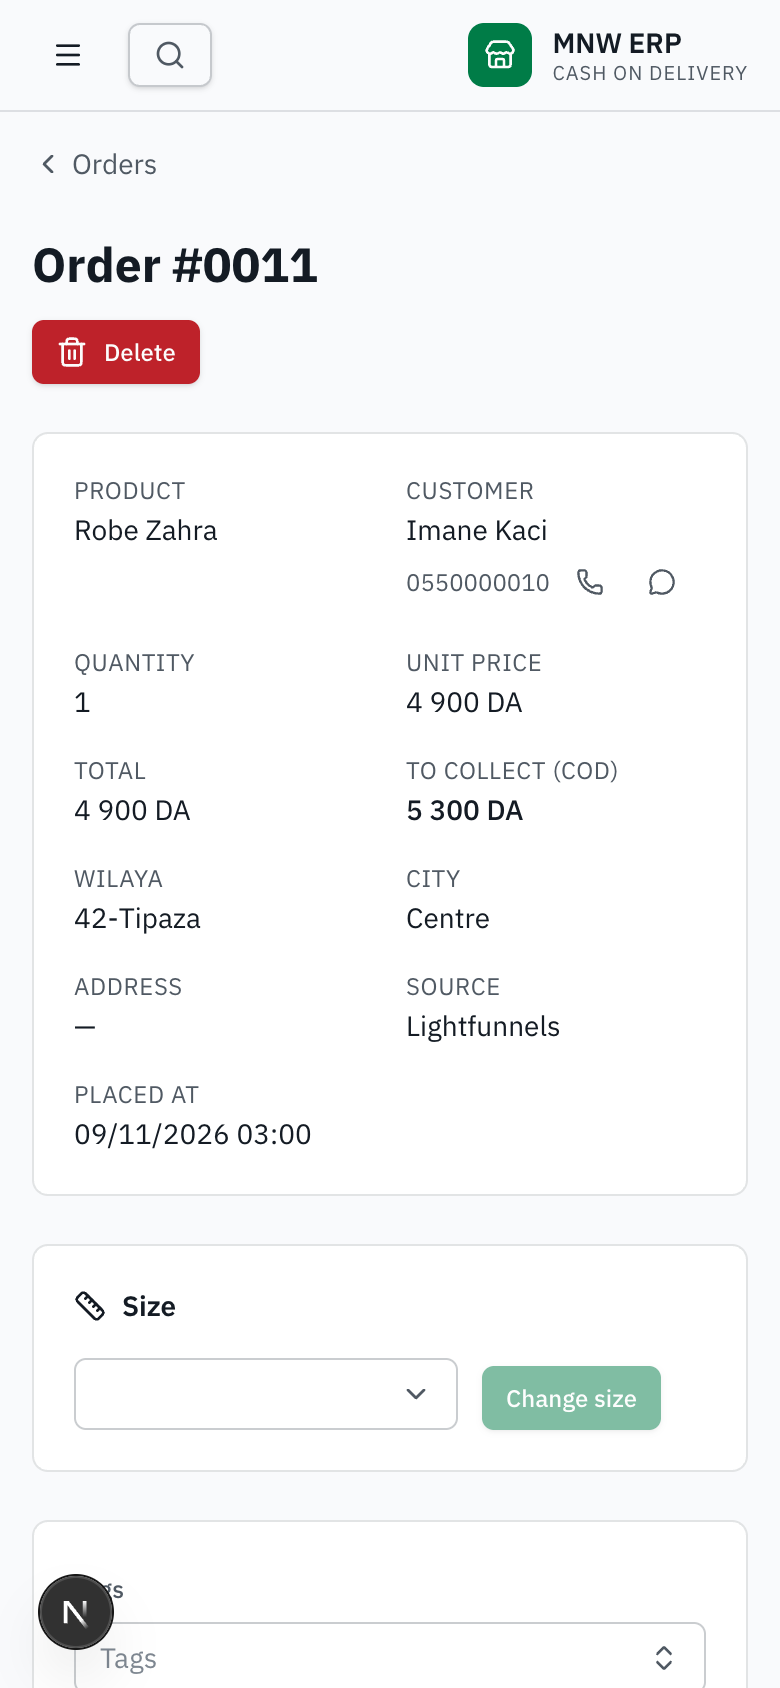 MNW ERP
CASH ON DELIVERY
Orders
Order #0011
Delete
PRODUCT
Robe Zahra
CUSTOMER
Imane Kaci
0550000010
QUANTITY
1
UNIT PRICE
4 900 DA
TOTAL
4 900 DA
TO COLLECT (COD)
5 300 DA
WILAYA
42-Tipaza
CITY
Centre
ADDRESS
—
SOURCE
Lightfunnels
PLACED AT
09/11/2026 03:00
Size
Change size
N
Tags